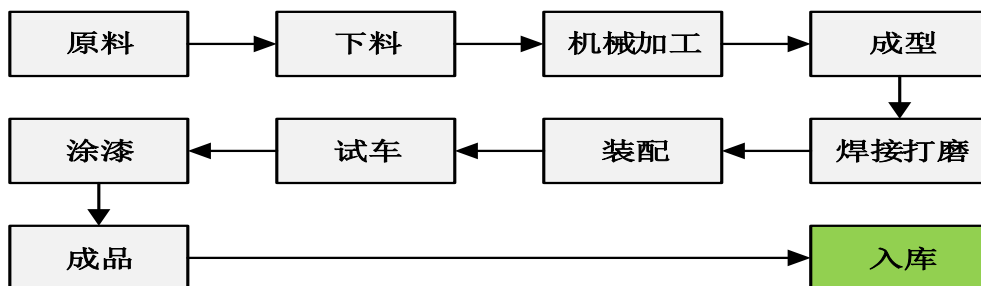 原料
下料
机械加工
成型
涂漆
试车
装配
焊接打磨
成品
入库